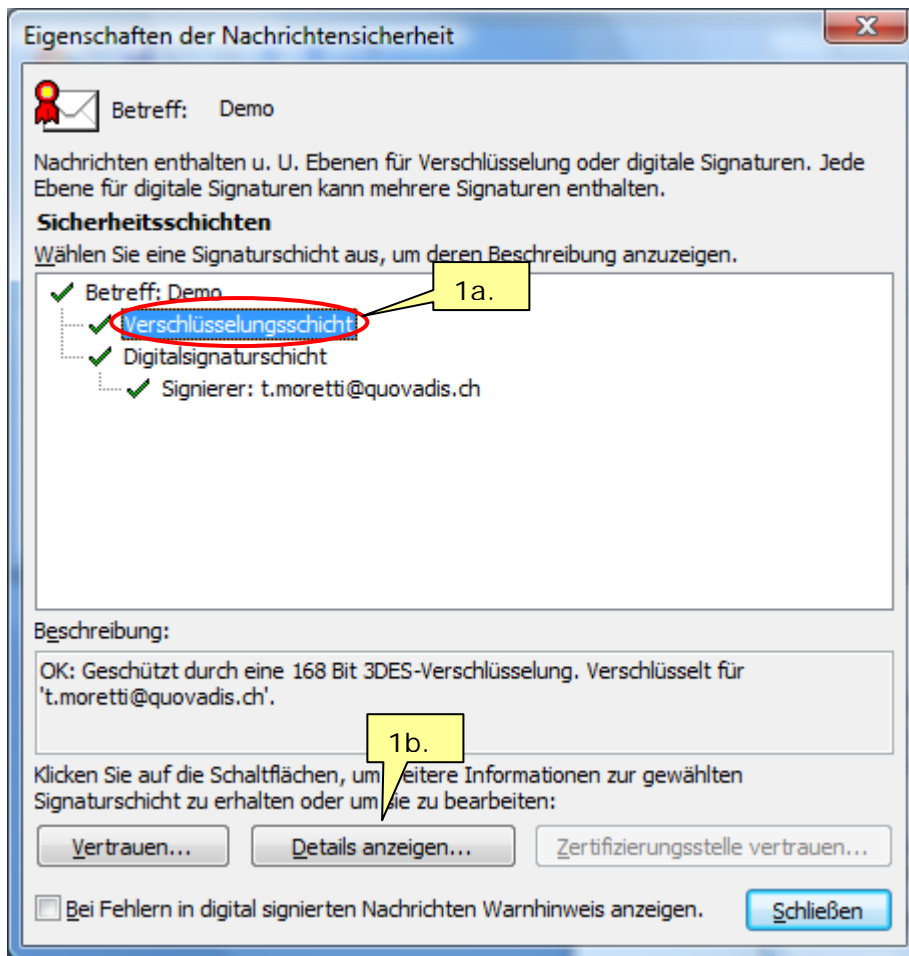 Eigenschaften der Nachrichtensicherheit
Betreff: Demo
Nachrichten enthalten u. U. Ebenen für Verschlüsselung oder digitale Signaturen. Jede
Ebene für digitale Signaturen kann mehrere Signaturen enthalten.
Sicherheitsschichten
Wählen Sie eine Signaturschicht aus, um deren Beschreibung anzuzeigen.
Betreff: Demo
1a.
Verschlüsselungsschicht
Digitalsignaturschicht
Signierer: t.moretti@quovadis.ch
Beschreibung:
OK: Geschützt durch eine 168 Bit 3DES-Verschlüsselung. Verschlüsselt für
't.moretti@quovadis.ch'.
1b.
Klicken Sie auf die Schaltflächen, um weitere Informationen zur gewählten
Signaturschicht zu erhalten oder um sie zu bearbeiten:
Vertrauen... Details anzeigen... Zertifizierungsstelle vertrauen...
Bei Fehlern in digital signierten Nachrichten Warnhinweis anzeigen. Schließen